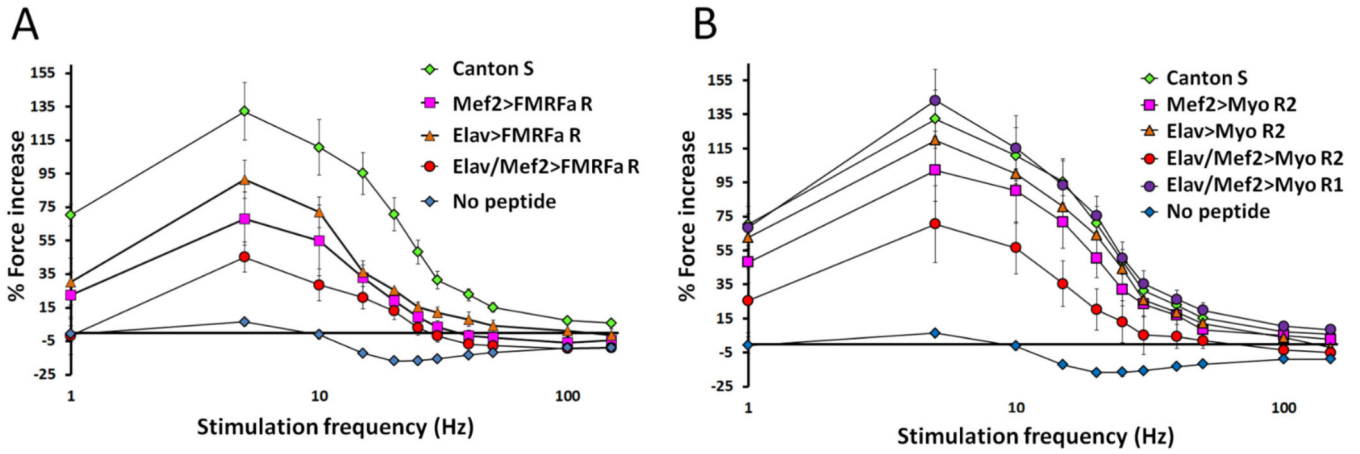 A
% Force increase
155
135
115
95
75
55
35
15
-5
-25
1
10
100
Stimulation frequency (Hz)
Canton S
Mef2>FMRFa R
Elav>FMRFa R
Elav/Mef2>FMRFa R
No peptide
B
% Force increase
155
135
115
95
75
55
35
15
-5
-25
1
10
100
Stimulation frequency (Hz)
Canton S
Mef2>Myo R2
Elav>Myo R2
Elav/Mef2>Myo R2
Elav/Mef2>Myo R1
No peptide